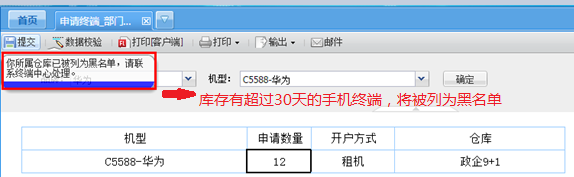 首页 申请终端_部门...
提交 数据校验 打印[客户端] 打印 输出 邮件
你所属仓库已被列为黑名单，请联
系终端中心处理。
华为 机型： C5588-华为 确定
库存有超过30天的手机终端，将被列为黑名单
机型 申请数量 开户方式 仓库
C5588-华为 12 租机 政企9+1